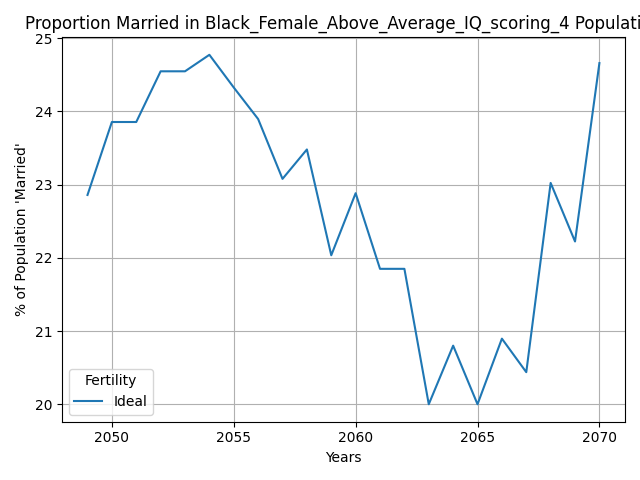 Proportion Married in Black_Female_Above_Average_IQ_scoring_4 Populati
25
24
23
22
21
20
% of Population 'Married'
Fertility
Ideal
2050 2055 2060 2065 2070
Years